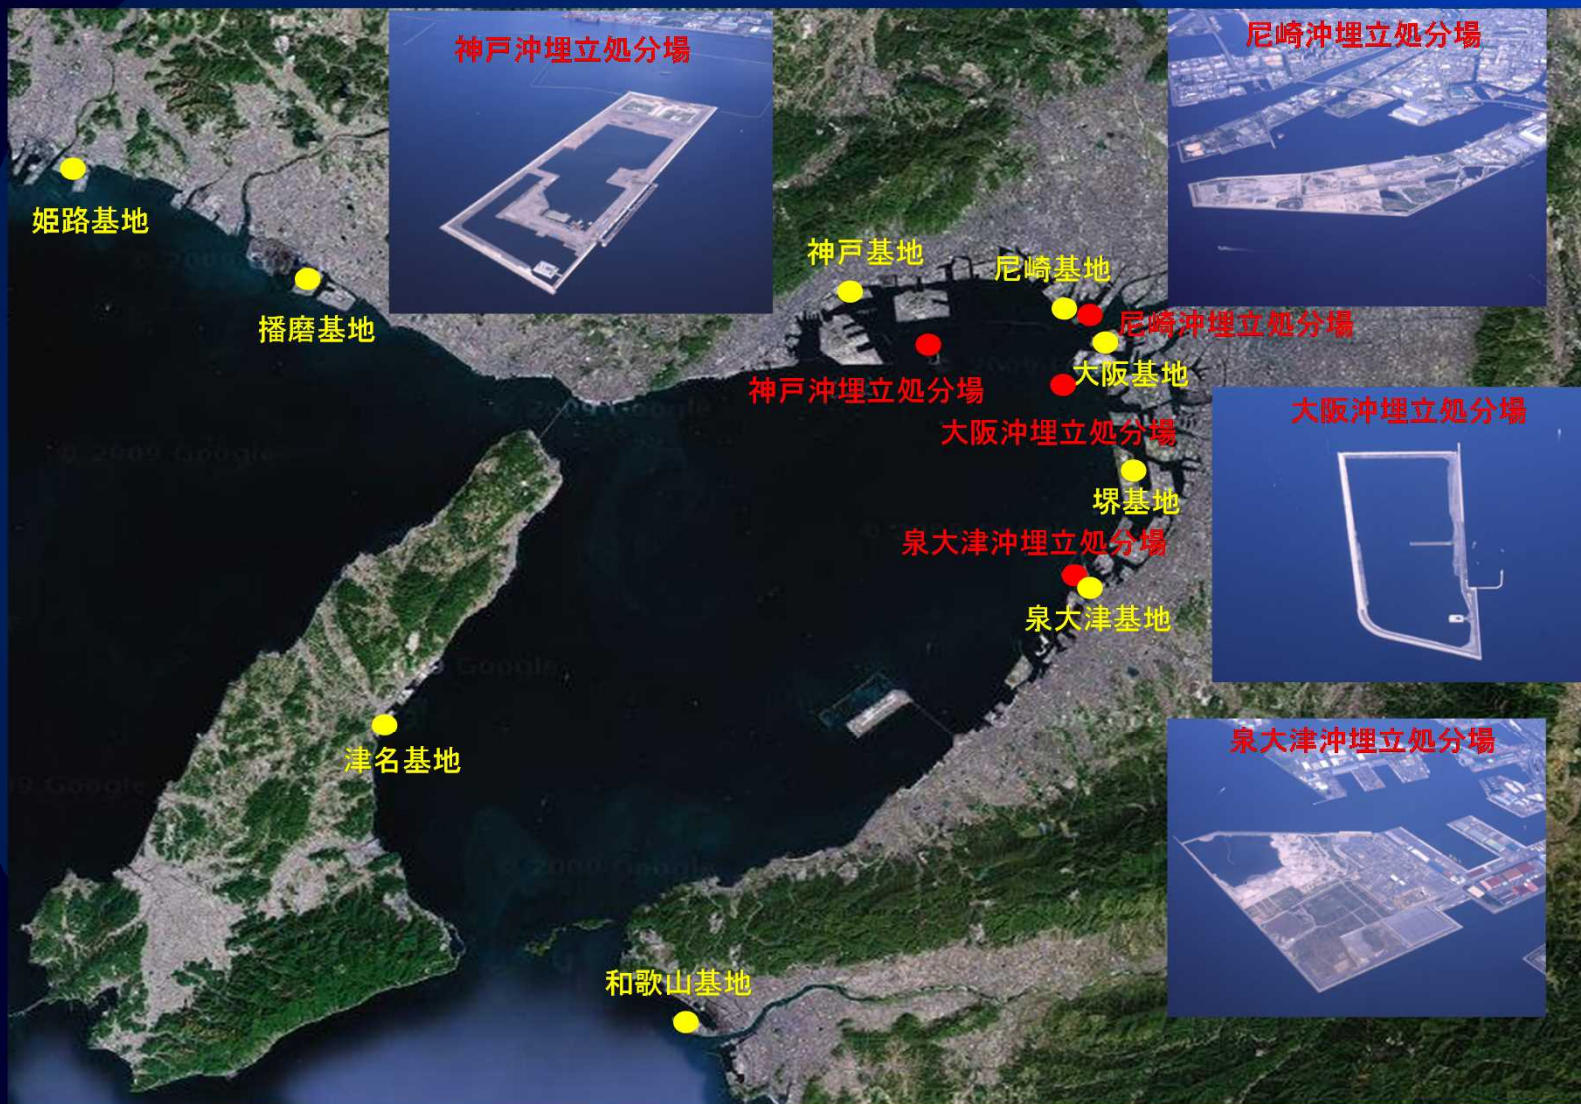 神戸沖埋立処分場
尼崎沖埋立処分場
姫路基地
神戸基地
尼崎基地
播磨基地
尼崎沖埋立処分場
大阪基地
神戸沖埋立処分場
大阪沖埋立処分場
大阪沖埋立処分場
堺基地
泉大津沖埋立処分場
泉大津基地
津名基地
泉大津沖埋立処分場
和歌山基地
© 2009 Google